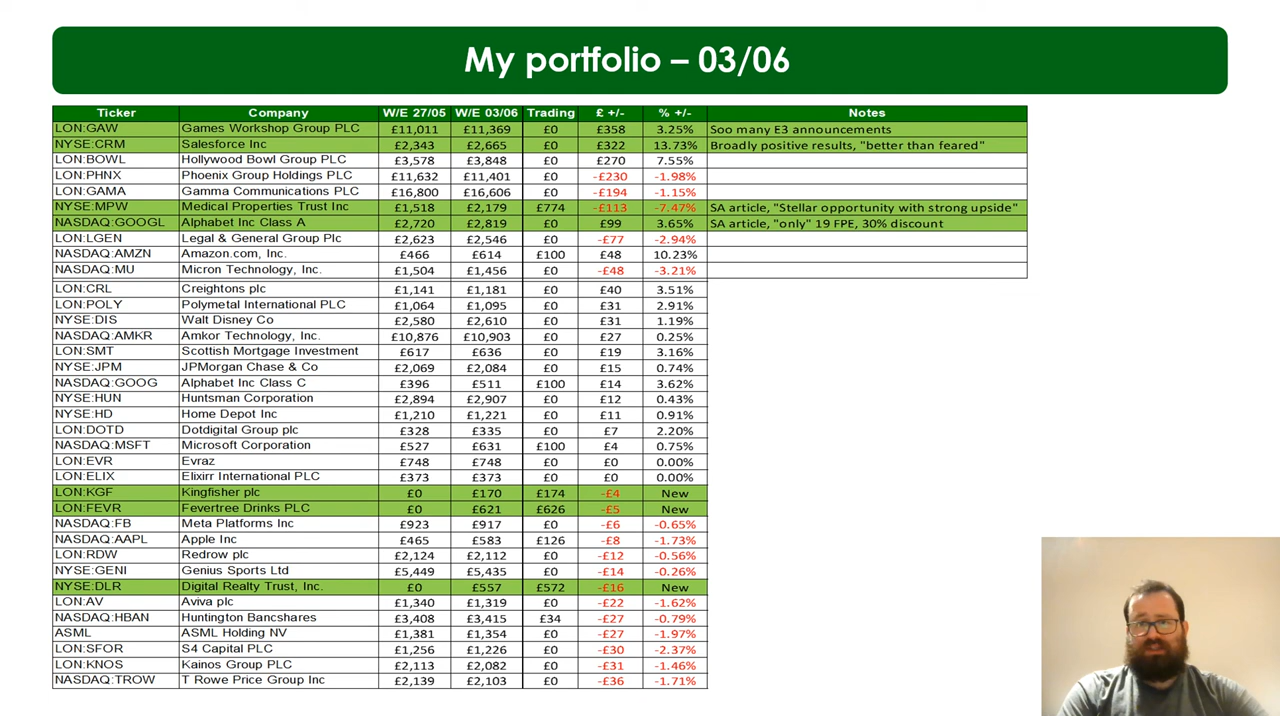 My portfolio – 03/06
Ticker Company W/E 27/05 W/E 03/06 Trading £ +/- % +/- Notes
LON:GAW Games Workshop Group PLC £11,011 £11,369 £0 £358 3.25% Soo many E3 announcements
NYSE:CRM Salesforce Inc £2,343 £2,665 £0 £322 13.73% Broadly positive results, "better than feared"
LON:BOWL Hollywood Bowl Group PLC £3,578 £3,848 £0 £270 7.55%
LON:PHNX Phoenix Group Holdings PLC £11,632 £11,401 £0 -£230 -1.98%
LON:GAMA Gamma Communications PLC £16,800 £16,606 £0 -£194 -1.15%
NYSE:MPW Medical Properties Trust Inc £1,518 £2,179 £774 -£113 -7.47% SA article, "Stellar opportunity with strong upside"
NASDAQ:GOOGL Alphabet Inc Class A £2,720 £2,819 £0 £99 3.65% SA article, "only" 19 FPE, 30% discount
LON:LGEN Legal & General Group Plc £2,623 £2,546 £0 -£77 -2.94%
NASDAQ:AMZN Amazon.com, Inc. £466 £614 £100 £48 10.23%
NASDAQ:MU Micron Technology, Inc. £1,504 £1,456 £0 -£48 -3.21%
LON:CRL Creightons plc £1,141 £1,181 £0 £40 3.51%
LON:POLY Polymetal International PLC £1,064 £1,095 £0 £31 2.91%
NYSE:DIS Walt Disney Co £2,580 £2,610 £0 £31 1.19%
NASDAQ:AMKR Amkor Technology, Inc. £10,876 £10,903 £0 £27 0.25%
LON:SMT Scottish Mortgage Investment £617 £636 £0 £19 3.16%
NYSE:JPM JPMorgan Chase & Co £2,069 £2,084 £0 £15 0.74%
NASDAQ:GOOG Alphabet Inc Class C £396 £511 £100 £14 3.62%
NYSE:HUN Huntsman Corporation £2,894 £2,907 £0 £12 0.43%
NYSE:HD Home Depot Inc £1,210 £1,221 £0 £11 0.91%
LON:DOTD Dotdigital Group plc £328 £335 £0 £7 2.20%
NASDAQ:MSFT Microsoft Corporation £527 £631 £100 £4 0.75%
LON:EVR Evraz £748 £748 £0 £0 0.00%
LON:ELIX Elixirr International PLC £373 £373 £0 £0 0.00%
LON:KGF Kingfisher plc £0 £170 £174 -£4 New
LON:FEVR Fevertree Drinks PLC £0 £621 £626 -£5 New
NASDAQ:FB Meta Platforms Inc £923 £917 £0 -£6 -0.65%
NASDAQ:AAPL Apple Inc £465 £583 £126 -£8 -1.73%
LON:RDW Redrow plc £2,124 £2,112 £0 -£12 -0.56%
NYSE:GENI Genius Sports Ltd £5,449 £5,435 £0 -£14 -0.26%
NYSE:DLR Digital Realty Trust, Inc. £0 £557 £572 -£16 New
LON:AV Aviva plc £1,340 £1,319 £0 -£22 -1.62%
NASDAQ:HBAN Huntington Bancshares £3,408 £3,415 £34 -£27 -0.79%
ASML ASML Holding NV £1,381 £1,354 £0 -£27 -1.97%
LON:SFOR S4 Capital PLC £1,256 £1,226 £0 -£30 -2.37%
LON:KNOS Kainos Group PLC £2,113 £2,082 £0 -£31 -1.46%
NASDAQ:TROW T Rowe Price Group Inc £2,139 £2,103 £0 -£36 -1.71%